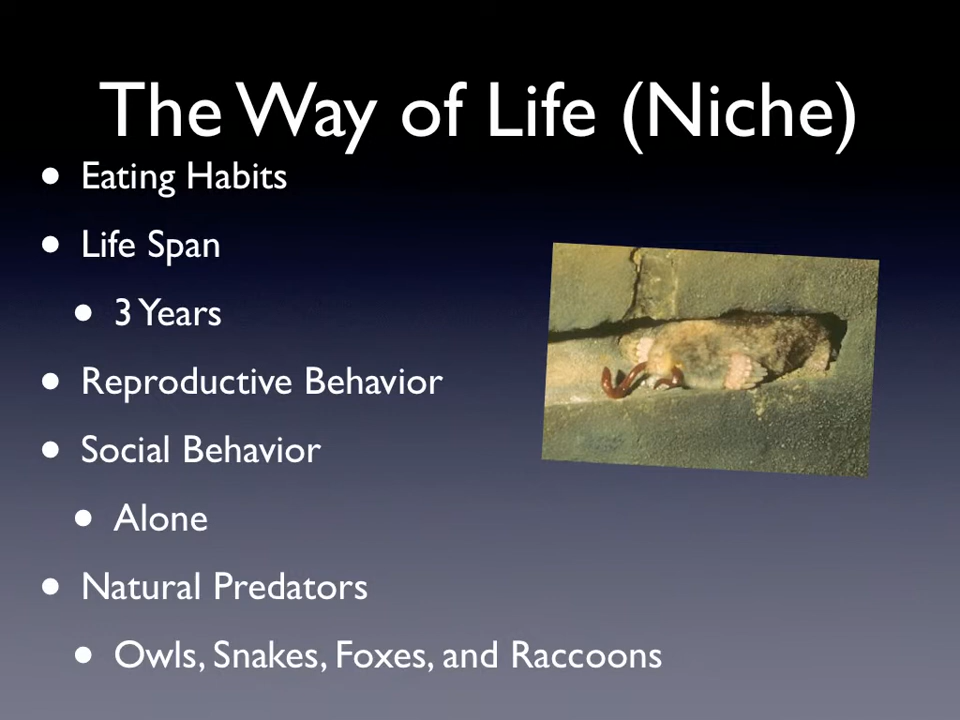 The Way of Life (Niche)
• Eating Habits
• Life Span
• 3 Years
• Reproductive Behavior
• Social Behavior
• Alone
• Natural Predators
• Owls, Snakes, Foxes, and Raccoons